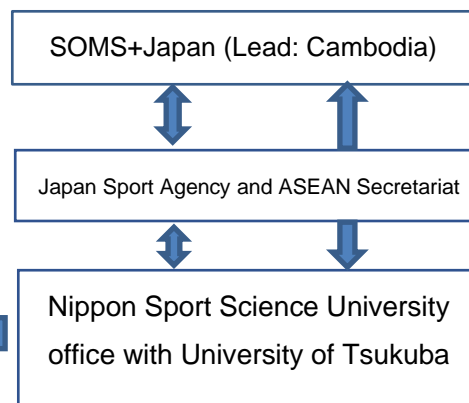 SOMS+Japan (Lead: Cambodia)
Japan Sport Agency and ASEAN Secretariat
Nippon Sport Science University
office with University of Tsukuba